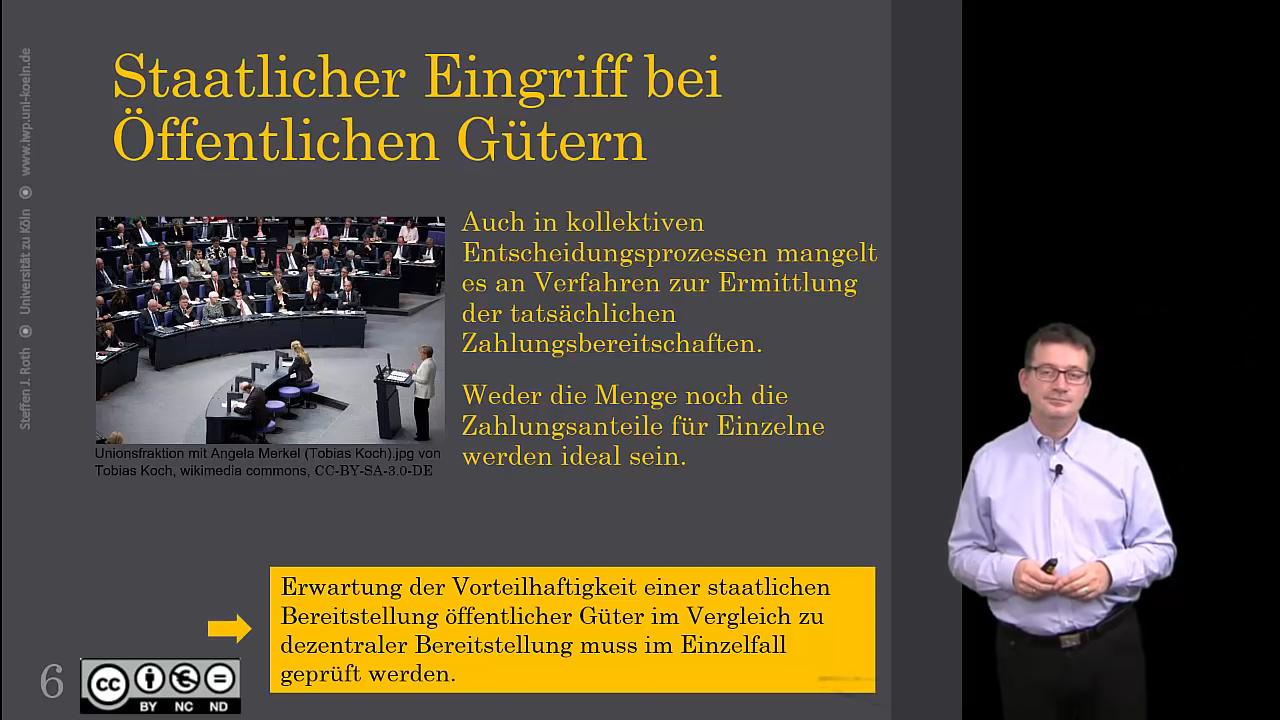 Staatlicher Eingriff bei
Öffentlichen Gütern
Auch in kollektiven
Entscheidungsprozessen mangelt
es an Verfahren zur Ermittlung
der tatsächlichen
Zahlungsbereitschaften.
Weder die Menge noch die
Zahlungsanteile für Einzelne
werden ideal sein.
Unionsfraktion mit Angela Merkel (Tobias Koch).jpg von
Tobias Koch, wikimedia commons, CC-BY-SA-3.0-DE
Erwartung der Vorteilhaftigkeit einer staatlichen
Bereitstellung öffentlicher Güter im Vergleich zu
dezentraler Bereitstellung muss im Einzelfall
geprüft werden.
6
cc
BY NC ND
Steffen J. Roth ◉ Universität zu Köln ◉ www.iwp.uni-koeln.de